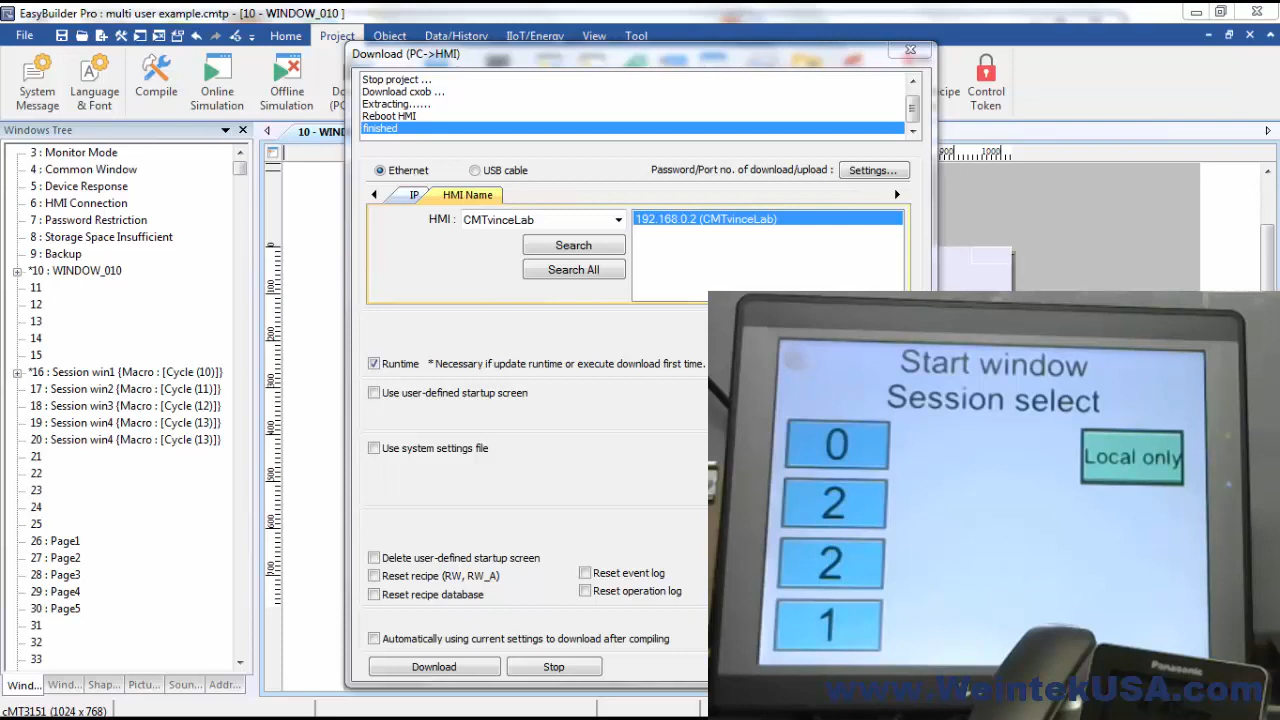 EasyBuilder Pro : multi user example.cmtp - [10 - WINDOW_010 ]
File Home Project Object Data/History IIoT/Energy View Tool
System Message
Language & Font
Compile
Online Simulation
Offline Simulation
Control Token
Windows Tree
3 : Monitor Mode
4 : Common Window
5 : Device Response
6 : HMI Connection
7 : Password Restriction
8 : Storage Space Insufficient
9 : Backup
*10 : WINDOW_010
11
12
13
14
15
*16 : Session win1 {Macro : [Cycle (10)]}
17 : Session win2 {Macro : [Cycle (11)]}
18 : Session win3 {Macro : [Cycle (12)]}
19 : Session win4 {Macro : [Cycle (13)]}
20 : Session win4 {Macro : [Cycle (13)]}
21
22
23
24
25
26 : Page1
27 : Page2
28 : Page3
29 : Page4
30 : Page5
31
32
33
Wind... Wind... Shap... Pictu... Soun... Addr...
cMT3151 (1024 x 768)
Download (PC->HMI)
Stop project ...
Download cxob ...
Extracting......
Reboot HMI
finished
Ethernet USB cable Password/Port no. of download/upload : Settings...
IP HMI Name
HMI : CMTvinceLab 192.168.0.2 (CMTvinceLab)
Search
Search All
Runtime * Necessary if update runtime or execute download first time.
Use user-defined startup screen
Use system settings file
Delete user-defined startup screen
Reset recipe (RW, RW_A) Reset event log
Reset recipe database Reset operation log
Automatically using current settings to download after compiling
Download Stop
900 1000
Start window
Session select
0
Local only
2
2
1
Panasonic
www.WeintekUSA.com